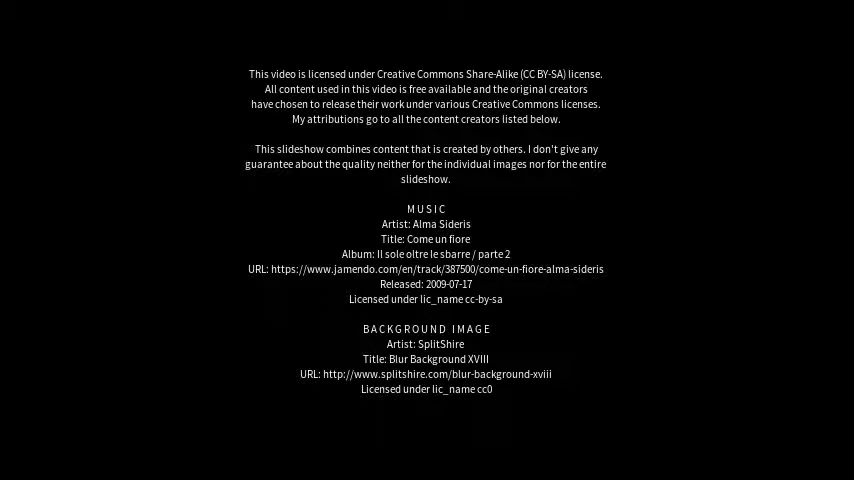 This video is licensed under Creative Commons Share-Alike (CC BY-SA) license.
All content used in this video is free available and the original creators
have chosen to release their work under various Creative Commons licenses.
My attributions go to all the content creators listed below.
This slideshow combines content that is created by others. I don't give any
guarantee about the quality neither for the individual images nor for the entire
slideshow.
MUSIC
Artist: Alma Sideris
Title: Come un fiore
Album: Il sole oltre le sbarre / parte 2
URL: https://www.jamendo.com/en/track/387500/come-un-fiore-alma-sideris
Released: 2009-07-17
Licensed under lic_name cc-by-sa
BACKGROUND IMAGE
Artist: SplitShire
Title: Blur Background XVIII
URL: http://www.splitshire.com/blur-background-xviii
Licensed under lic_name cc0